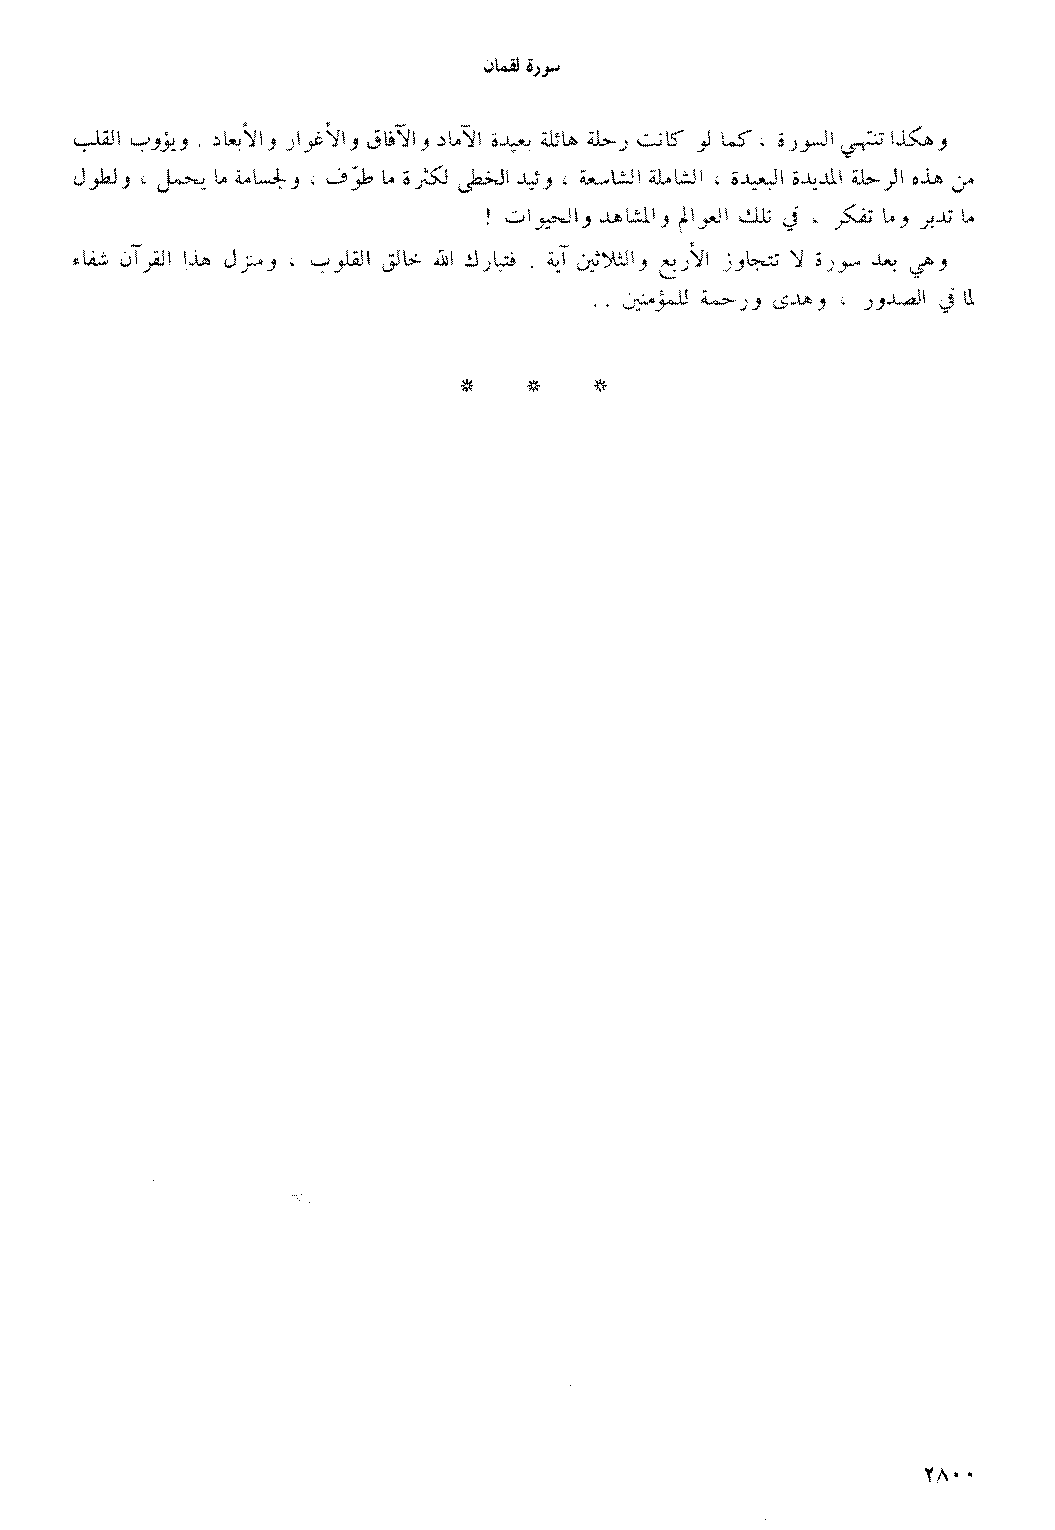 سورة لقمان
وهكذا تنتهي السورة ، كما لو كانت رحلة هائلة بعيدة الآماد والآفاق والأغوار والأبعاد . ويؤوب القلب
من هذه الرحلة المديدة البعيدة ، الشاملة الشاسعة ، وئيد الخطى لكثرة ما طوّف ، ولجسامة ما يحمل ، ولطول
ما تدبر وما تفكر ، في تلك العوالم والمشاهد والحيوات !
وهي بعد سورة لا تتجاوز الأربع والثلاثين آية . فتبارك الله خالق القلوب ، ومنزل هذا القرآن شفاء
لما في الصدور ، وهدى ورحمة للمؤمنين . .
* * *
٢٨٠٠